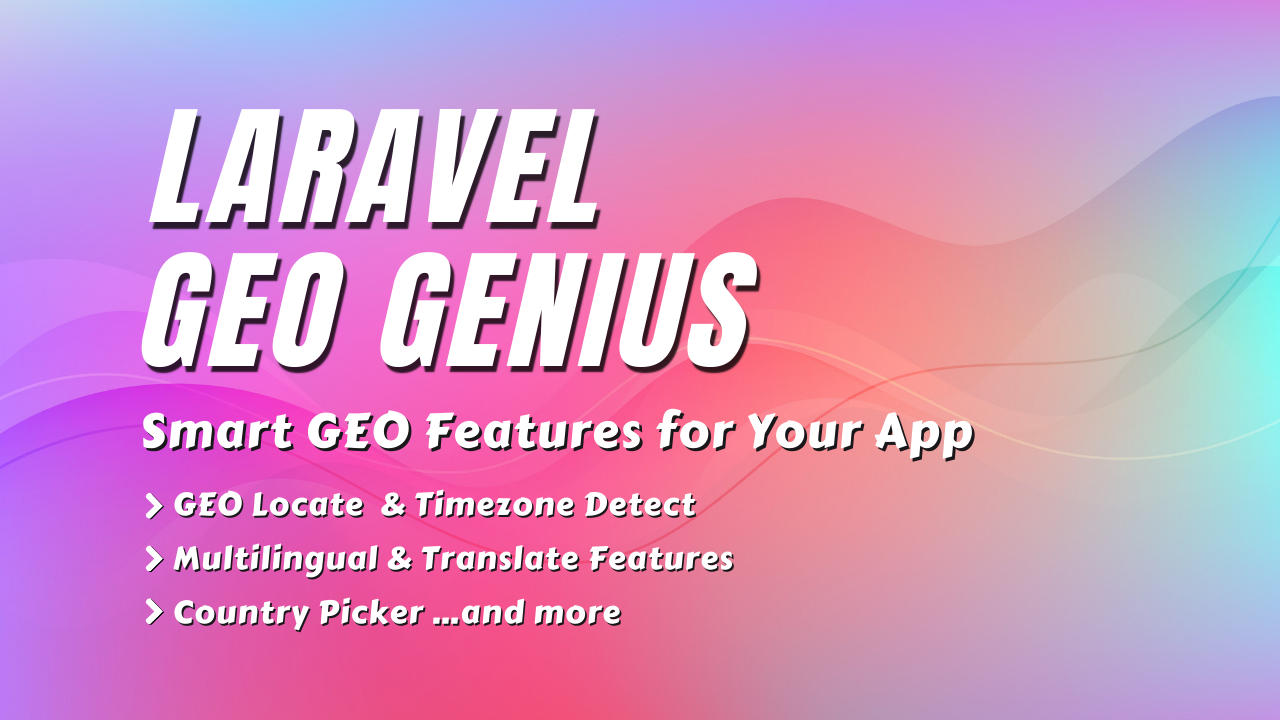 LARAVEL
GEO GENIUS
Smart GEO Features for Your App
GEO Locate & Timezone Detect
Multilingual & Translate Features
Country Picker ...and more